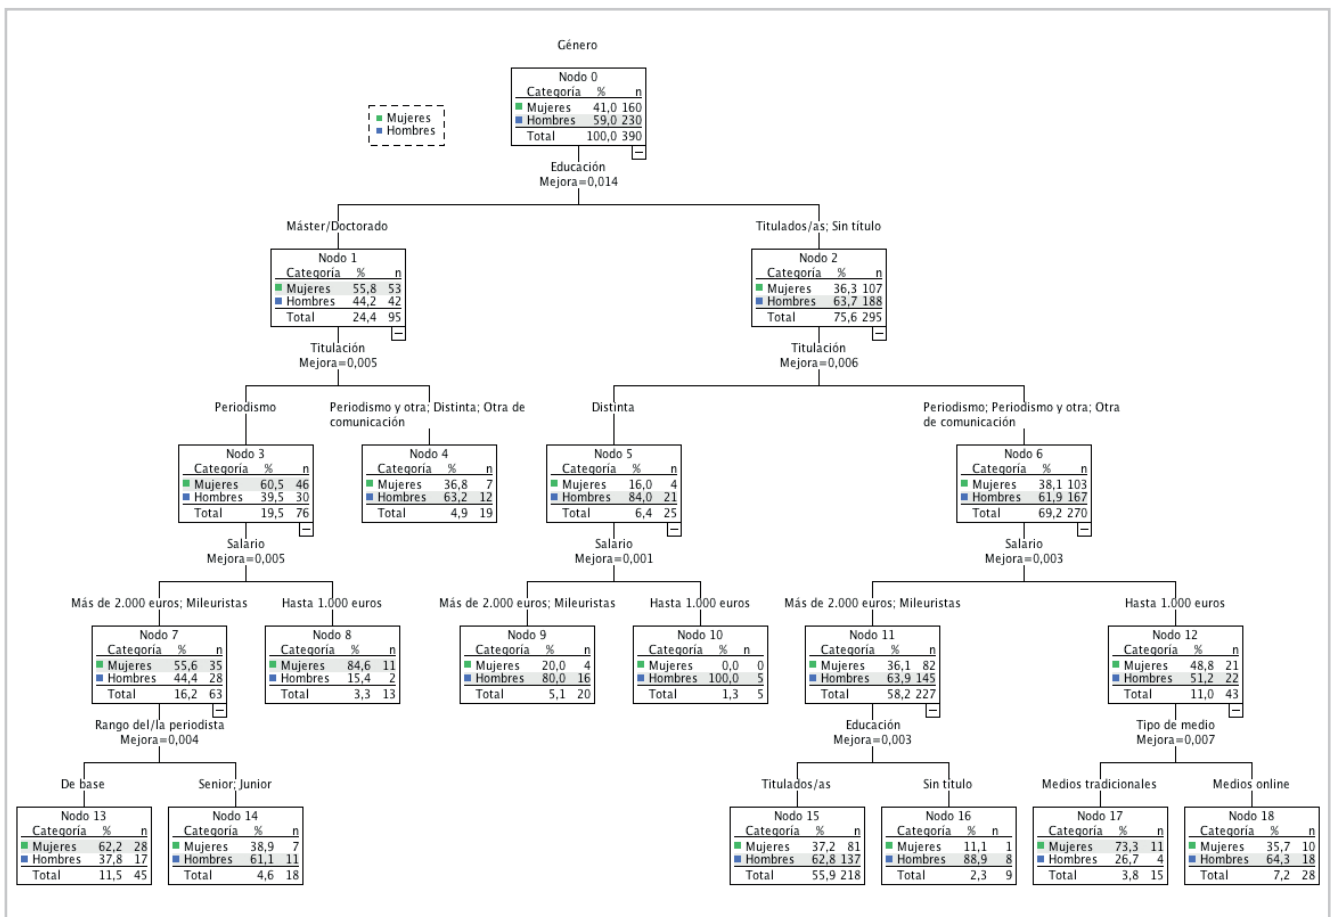 Género
Nodo 0
Categoría % n
Mujeres 41,0 160
Hombres 59,0 230
Total 100,0 390
Mujeres
Hombres
Educación
Mejora=0,014
Máster/Doctorado
Titulados/as; Sin título
Nodo 1
Categoría % n
Mujeres 55,8 53
Hombres 44,2 42
Total 24,4 95
Nodo 2
Categoría % n
Mujeres 36,3 107
Hombres 63,7 188
Total 75,6 295
Titulación
Mejora=0,005
Titulación
Mejora=0,006
Periodismo
Periodismo y otra; Distinta; Otra de
comunicación
Distinta
Periodismo; Periodismo y otra; Otra
de comunicación
Nodo 3
Categoría % n
Mujeres 60,5 46
Hombres 39,5 30
Total 19,5 76
Nodo 4
Categoría % n
Mujeres 36,8 7
Hombres 63,2 12
Total 4,9 19
Nodo 5
Categoría % n
Mujeres 16,0 4
Hombres 84,0 21
Total 6,4 25
Nodo 6
Categoría % n
Mujeres 38,1 103
Hombres 61,9 167
Total 69,2 270
Salario
Mejora=0,005
Salario
Mejora=0,001
Salario
Mejora=0,003
Más de 2.000 euros; Mileuristas
Hasta 1.000 euros
Más de 2.000 euros; Mileuristas
Hasta 1.000 euros
Más de 2.000 euros; Mileuristas
Hasta 1.000 euros
Nodo 7
Categoría % n
Mujeres 55,6 35
Hombres 44,4 28
Total 16,2 63
Nodo 8
Categoría % n
Mujeres 84,6 11
Hombres 15,4 2
Total 3,3 13
Nodo 9
Categoría % n
Mujeres 20,0 4
Hombres 80,0 16
Total 5,1 20
Nodo 10
Categoría % n
Mujeres 0,0 0
Hombres 100,0 5
Total 1,3 5
Nodo 11
Categoría % n
Mujeres 36,1 82
Hombres 63,9 145
Total 58,2 227
Nodo 12
Categoría % n
Mujeres 48,8 21
Hombres 51,2 22
Total 11,0 43
Rango del/la periodista
Mejora=0,004
Educación
Mejora=0,003
Tipo de medio
Mejora=0,007
De base
Senior; Junior
Titulados/as
Sin título
Medios tradicionales
Medios online
Nodo 13
Categoría % n
Mujeres 62,2 28
Hombres 37,8 17
Total 11,5 45
Nodo 14
Categoría % n
Mujeres 38,9 7
Hombres 61,1 11
Total 4,6 18
Nodo 15
Categoría % n
Mujeres 37,2 81
Hombres 62,8 137
Total 55,9 218
Nodo 16
Categoría % n
Mujeres 11,1 1
Hombres 88,9 8
Total 2,3 9
Nodo 17
Categoría % n
Mujeres 73,3 11
Hombres 26,7 4
Total 3,8 15
Nodo 18
Categoría % n
Mujeres 35,7 10
Hombres 64,3 18
Total 7,2 28